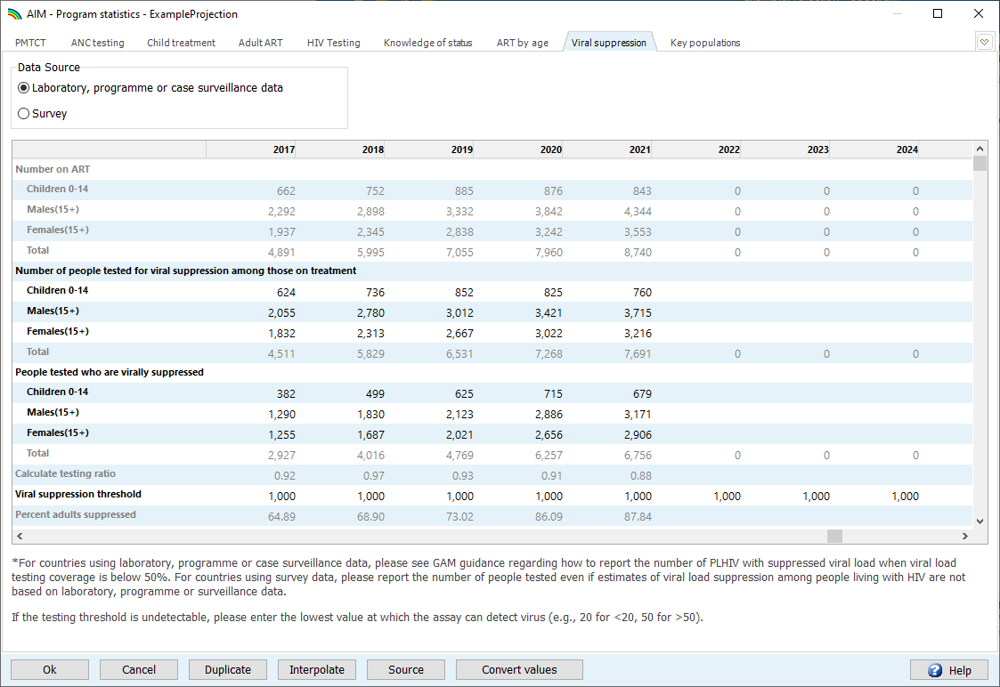 AIM - Program statistics - ExampleProjection
PMTCT ANC testing Child treatment Adult ART HIV Testing Knowledge of status ART by age Viral suppression Key populations
Data Source
Laboratory, programme or case surveillance data
Survey
2017 2018 2019 2020 2021 2022 2023 2024
Number on ART
Children 0-14 662 752 885 876 843 0 0 0
Males(15+) 2,292 2,898 3,332 3,842 4,344 0 0 0
Females(15+) 1,937 2,345 2,838 3,242 3,553 0 0 0
Total 4,891 5,995 7,055 7,960 8,740 0 0 0
Number of people tested for viral suppression among those on treatment
Children 0-14 624 736 852 825 760
Males(15+) 2,055 2,780 3,012 3,421 3,715
Females(15+) 1,832 2,313 2,667 3,022 3,216
Total 4,511 5,829 6,531 7,268 7,691 0 0 0
People tested who are virally suppressed
Children 0-14 382 499 625 715 679
Males(15+) 1,290 1,830 2,123 2,886 3,171
Females(15+) 1,255 1,687 2,021 2,656 2,906
Total 2,927 4,016 4,769 6,257 6,756 0 0 0
Calculate testing ratio 0.92 0.97 0.93 0.91 0.88
Viral suppression threshold 1,000 1,000 1,000 1,000 1,000 1,000 1,000 1,000
Percent adults suppressed 64.89 68.90 73.02 86.09 87.84
*For countries using laboratory, programme or case surveillance data, please see GAM guidance regarding how to report the number of PLHIV with suppressed viral load when viral load
testing coverage is below 50%. For countries using survey data, please report the number of people tested even if estimates of viral load suppression among people living with HIV are not
based on laboratory, programme or surveillance data.
If the testing threshold is undetectable, please enter the lowest value at which the assay can detect virus (e.g., 20 for <20, 50 for >50).
Ok Cancel Duplicate Interpolate Source Convert values Help